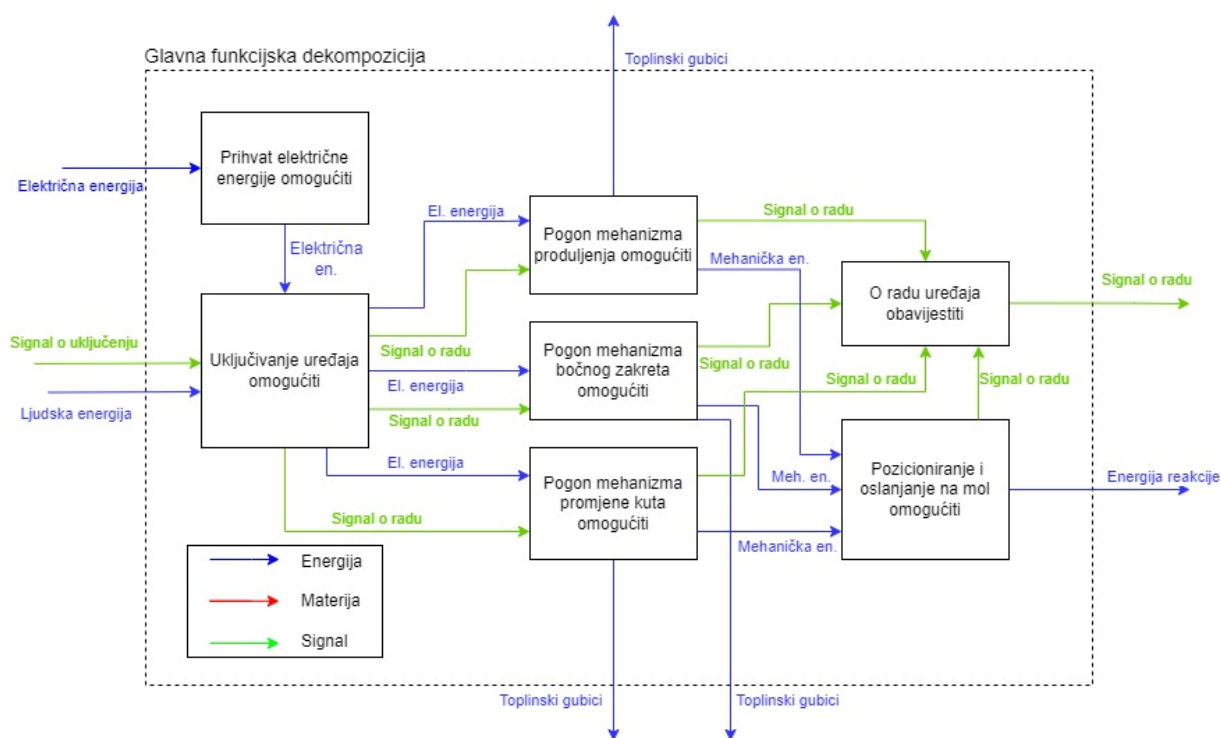 Toplinski gubici
Glavna funkcijska dekompozicija
Prihvat električne
energije omogućiti
Električna energija
Električna
en.
El. energija
Signal o radu
Pogon mehanizma
produljenja omogućiti
Signal o radu
Mehanička en.
O radu uređaja
obavijestiti
Signal o radu
Signal o uključenju
Ljudska energija
Uključivanje uređaja
omogućiti
El. energija
Signal o radu
Pogon mehanizma
bočnog zakreta
omogućiti
Signal o radu
Signal o radu
Signal o radu
Meh. en.
El. energija
Signal o radu
Pogon mehanizma
promjene kuta
omogućiti
Mehanička en.
Pozicioniranje i
oslanjanje na mol
omogućiti
Energija reakcije
Energija
Materija
Signal
Toplinski gubici
Toplinski gubici